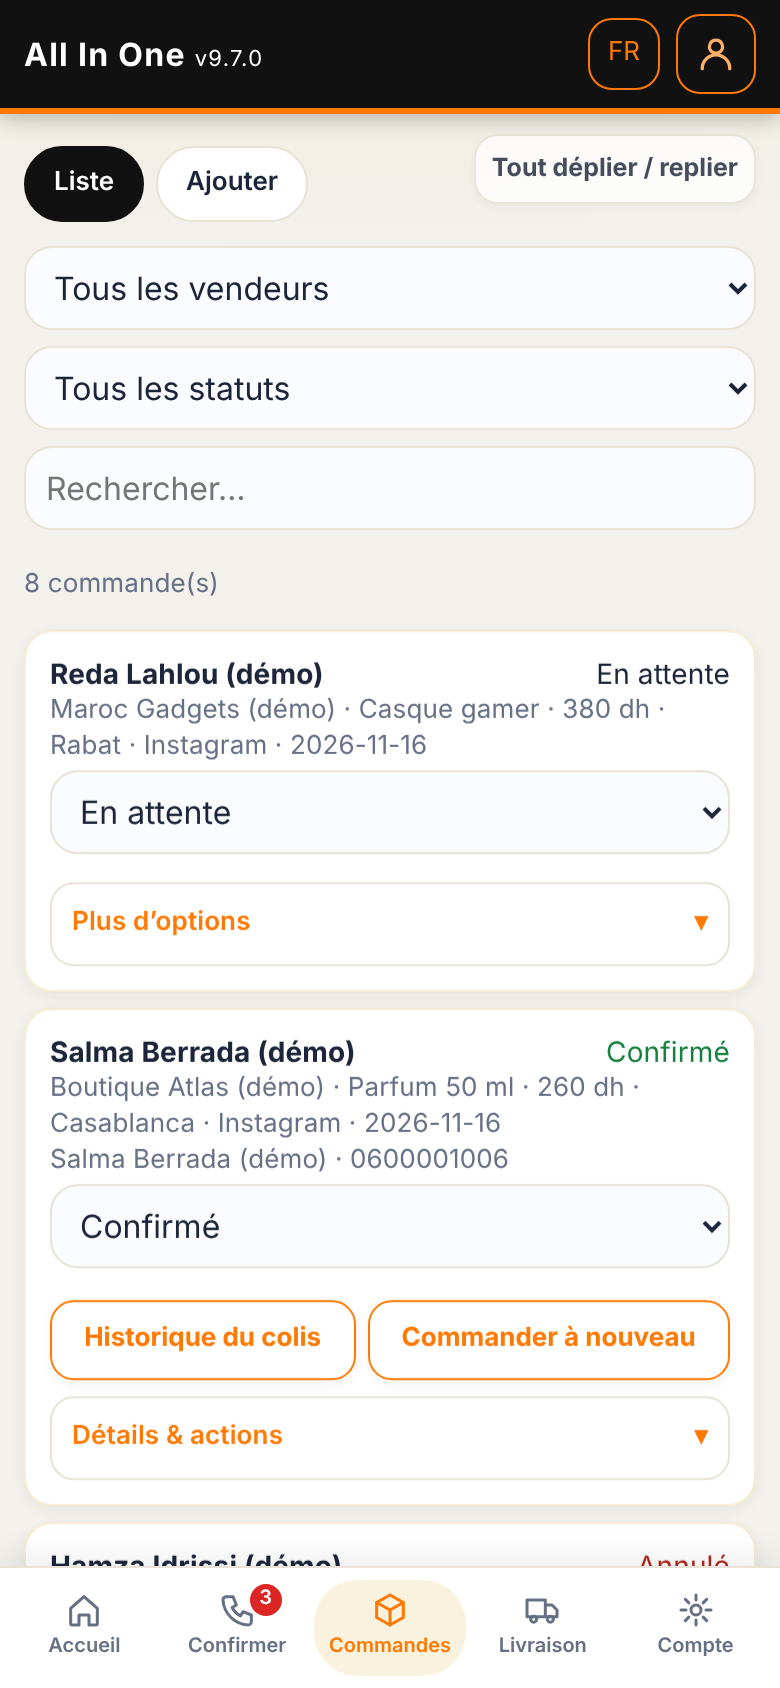 All In One v9.7.0
FR
Liste
Ajouter
Tout déplier / replier
Tous les vendeurs
Tous les statuts
Rechercher...
8 commande(s)
Reda Lahlou (démo)
En attente
Maroc Gadgets (démo) · Casque gamer · 380 dh ·
Rabat · Instagram · 2026-11-16
En attente
Plus d’options
▼
Salma Berrada (démo)
Confirmé
Boutique Atlas (démo) · Parfum 50 ml · 260 dh ·
Casablanca · Instagram · 2026-11-16
Salma Berrada (démo) · 0600001006
Confirmé
Historique du colis
Commander à nouveau
Détails & actions
▼
Hamza Idrissi (démo)
Annulé
3
Accueil
Confirmer
Commandes
Livraison
Compte